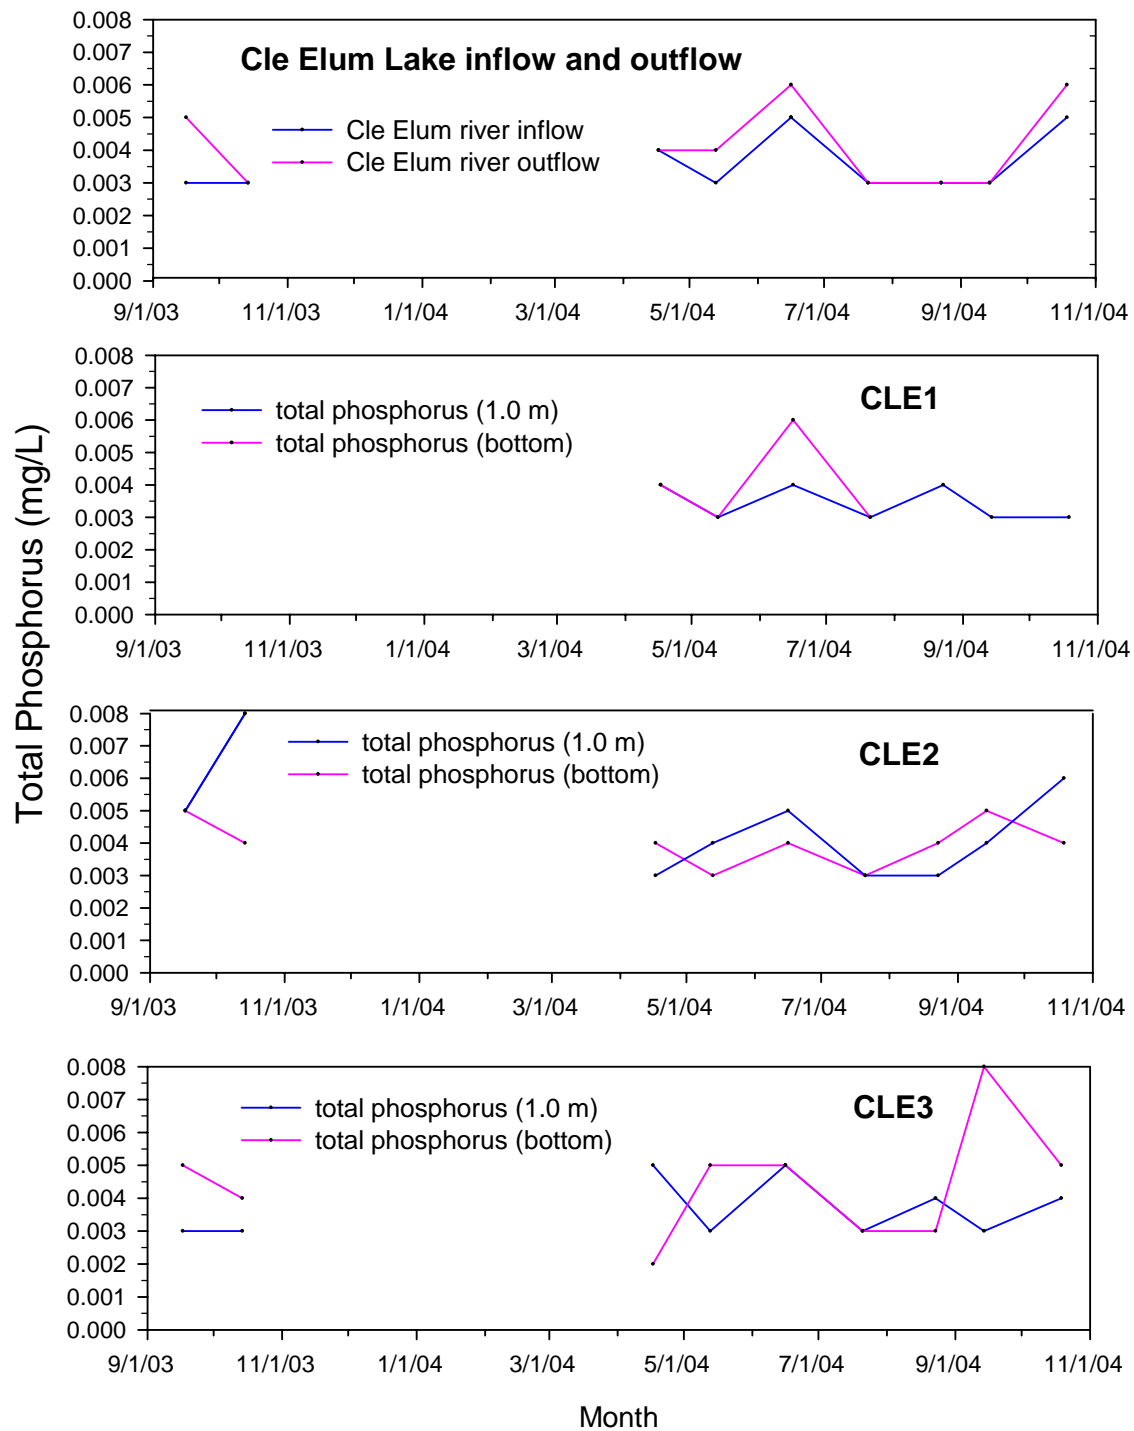 Total Phosphorus (mg/L)
Cle Elum Lake inflow and outflow
Cle Elum river inflow
Cle Elum river outflow
0.008
0.007
0.006
0.005
0.004
0.003
0.002
0.001
0.000
9/1/03 11/1/03 1/1/04 3/1/04 5/1/04 7/1/04 9/1/04 11/1/04
CLE1
total phosphorus (1.0 m)
total phosphorus (bottom)
0.008
0.007
0.006
0.005
0.004
0.003
0.002
0.001
0.000
9/1/03 11/1/03 1/1/04 3/1/04 5/1/04 7/1/04 9/1/04 11/1/04
CLE2
total phosphorus (1.0 m)
total phosphorus (bottom)
0.008
0.007
0.006
0.005
0.004
0.003
0.002
0.001
0.000
9/1/03 11/1/03 1/1/04 3/1/04 5/1/04 7/1/04 9/1/04 11/1/04
CLE3
total phosphorus (1.0 m)
total phosphorus (bottom)
0.008
0.007
0.006
0.005
0.004
0.003
0.002
0.001
0.000
9/1/03 11/1/03 1/1/04 3/1/04 5/1/04 7/1/04 9/1/04 11/1/04
Month